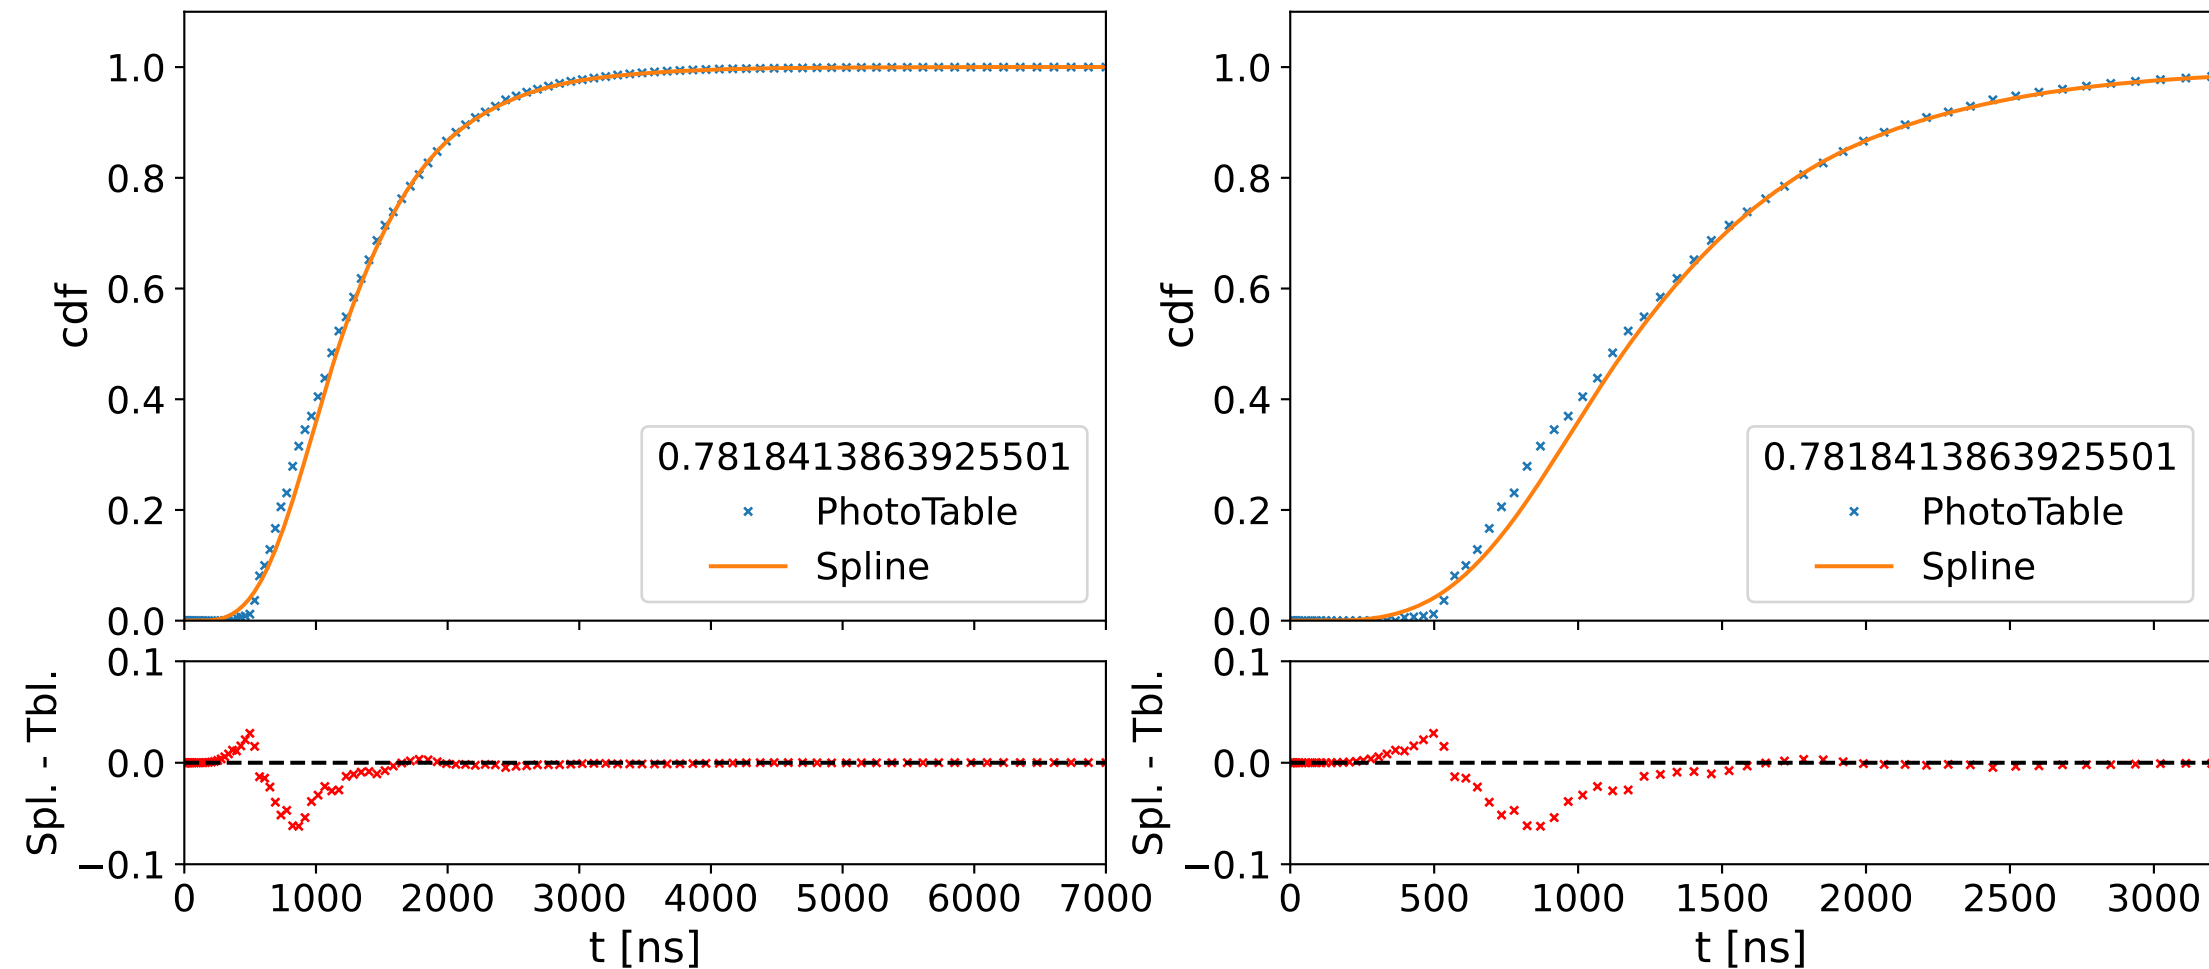 1.0
0.8
0.6
0.4
0.2
0.0
cdf
0.7818413863925501
PhotoTable
Spline
0.1
0.0
−0.1
Spl. - Tbl.
0 1000 2000 3000 4000 5000 6000 7000
t [ns]
1.0
0.8
0.6
0.4
0.2
0.0
cdf
0.7818413863925501
PhotoTable
Spline
0.1
0.0
−0.1
Spl. - Tbl.
0 500 1000 1500 2000 2500 3000
t [ns]